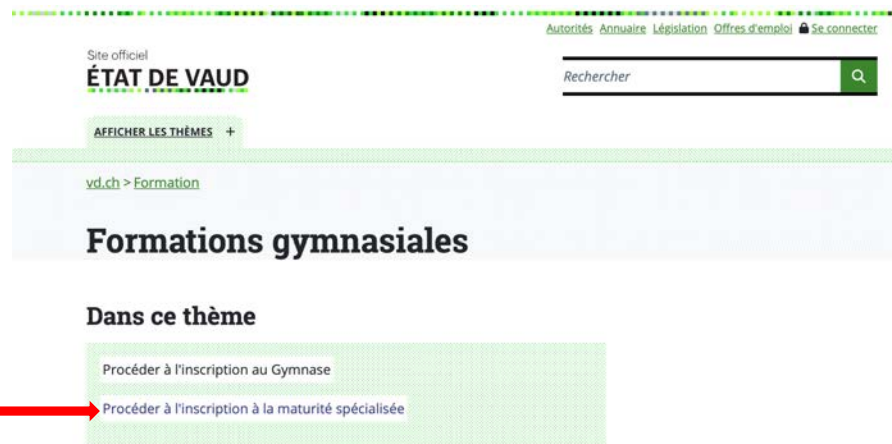 Autorités Annuaire Législation Offres d'emploi Se connecter
Site officiel
ÉTAT DE VAUD
Rechercher
AFFICHER LES THÈMES +
vd.ch > Formation
Formations gymnasiales
Dans ce thème
Procéder à l'inscription au Gymnase
Procéder à l'inscription à la maturité spécialisée